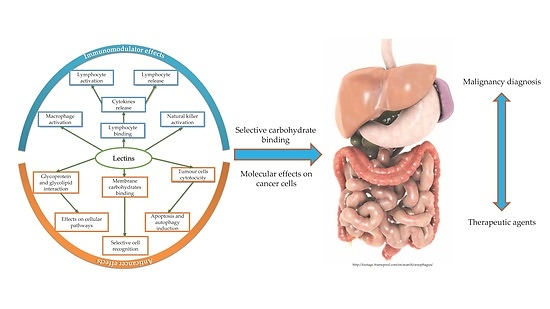 Immunomodulator effects
Lymphocyte
activation
Lymphocyte
release
Cytokines
release
Macrophage
activation
Natural killer
activation
Lymphocyte
binding
Lectins
Glycoprotein
and glycolipid
interaction
Membrane
carbohydrates
binding
Tumour cells
cytotocity
Effects on cellular
pathways
Apoptosis and
autophagy
induction
Selective cell
recognition
Anticancer effects
Selective carbohydrate
binding
Molecular effects on
cancer cells
Malignancy diagnosis
Therapeutic agents